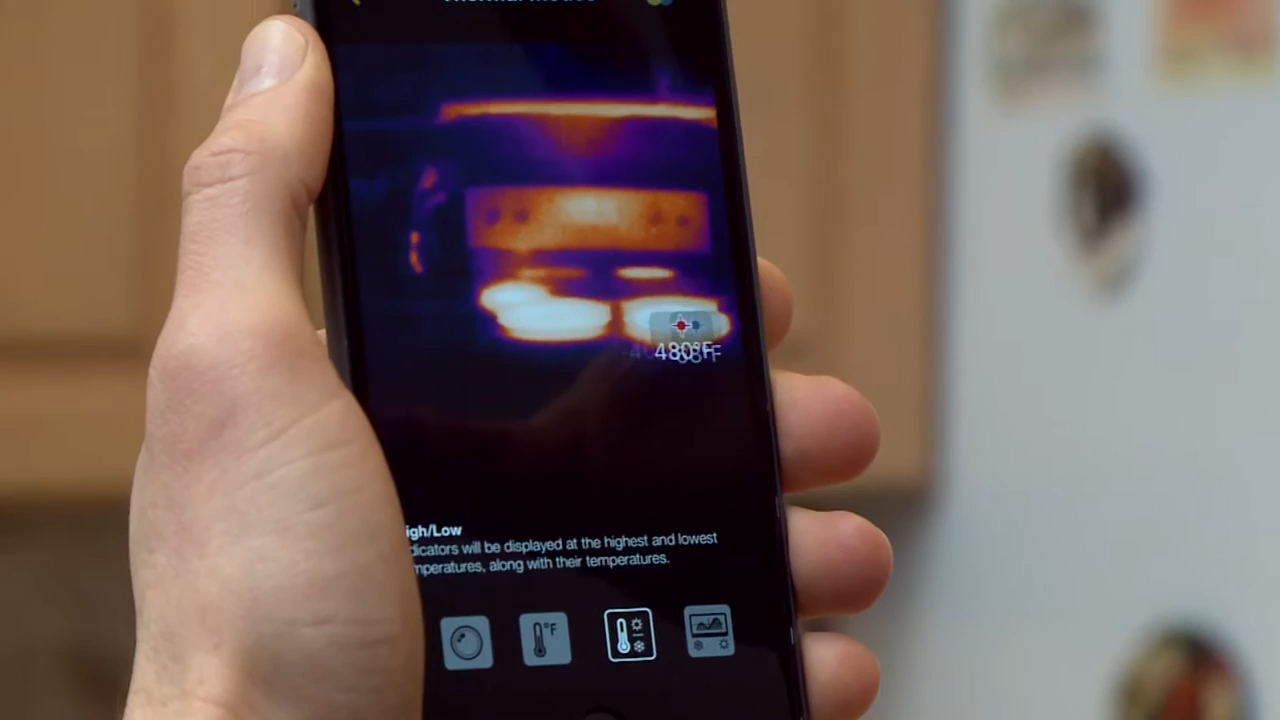 480°F
igh/Low
dicators will be displayed at the highest and lowest
mperatures, along with their temperatures.
°F